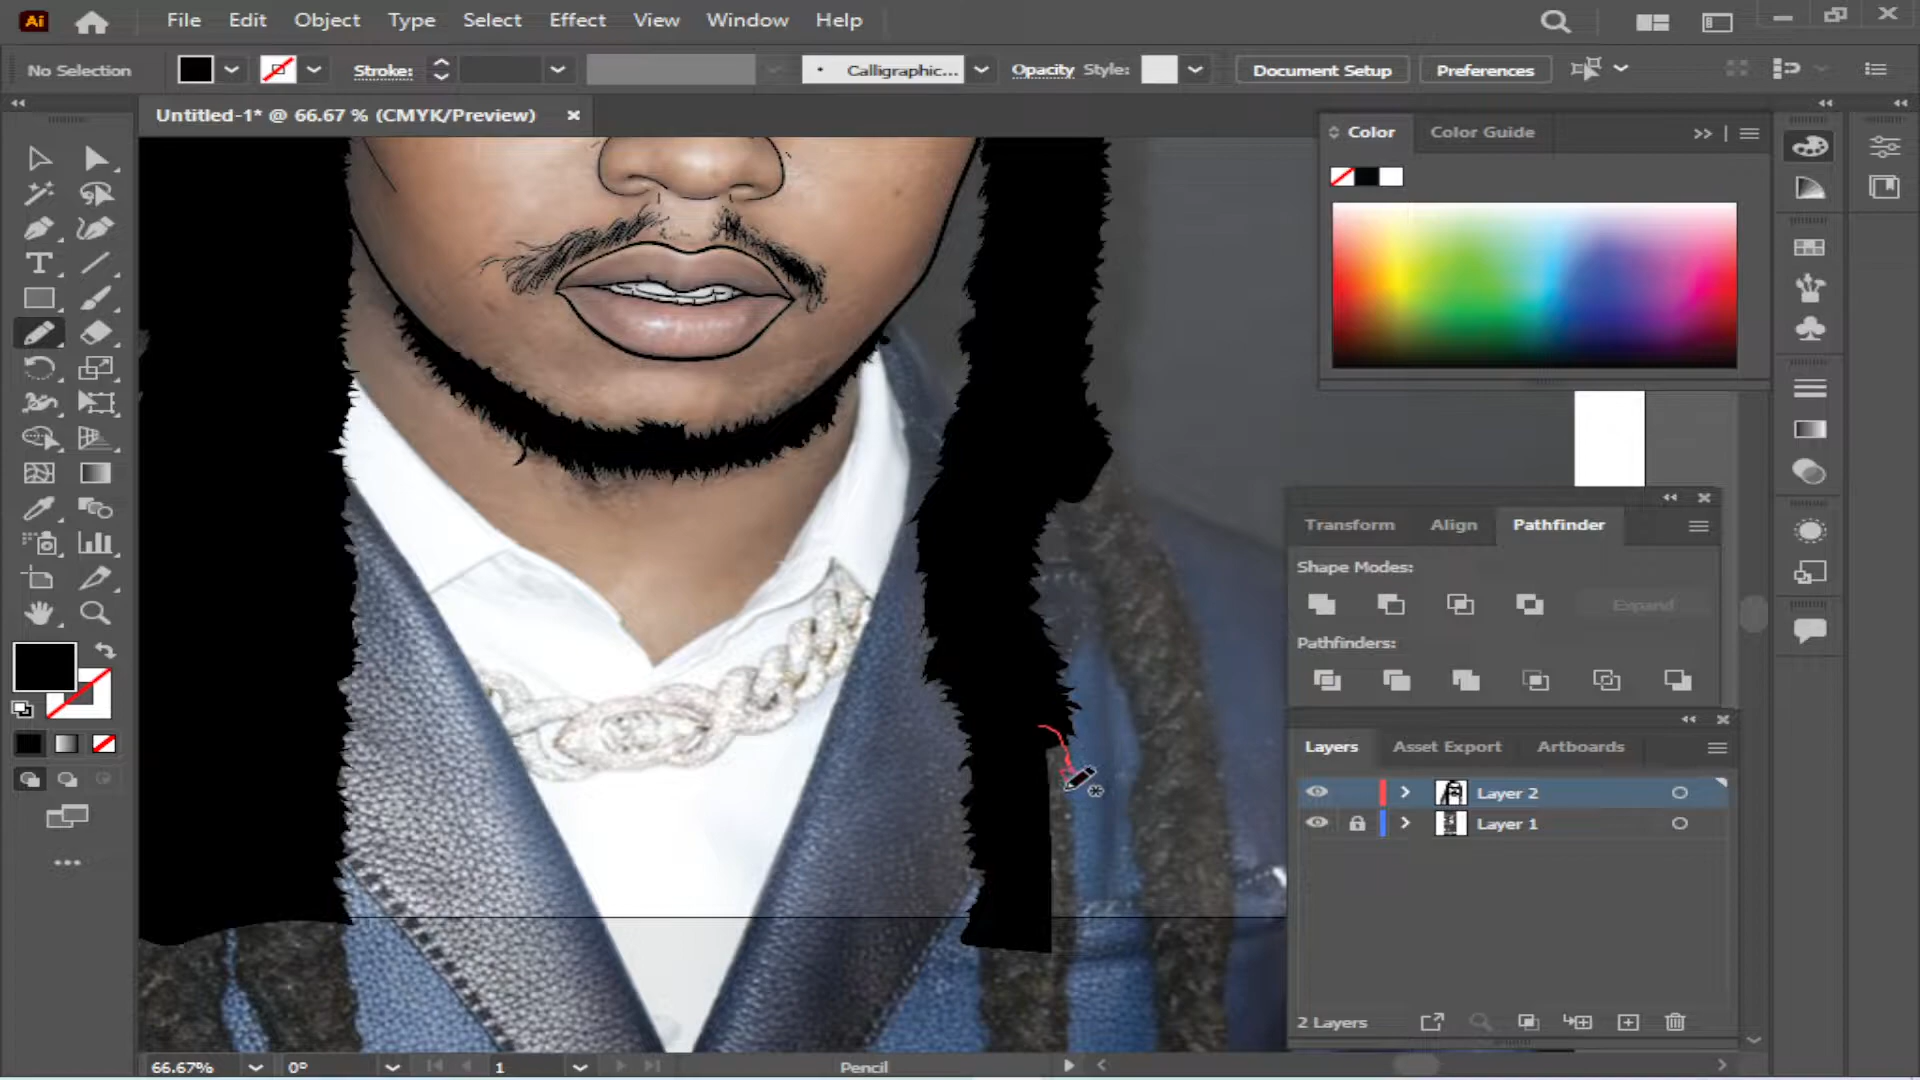 Ai File Edit Object Type Select Effect View Window Help
No Selection Stroke: Calligraphic... Opacity Style: Document Setup Preferences
Untitled-1* @ 66.67 % (CMYK/Preview)
Color Color Guide
Transform Align Pathfinder
Shape Modes:
Expand
Pathfinders:
Layers Asset Export Artboards
Layer 2
Layer 1
2 Layers
66.67% 0° 1 Pencil